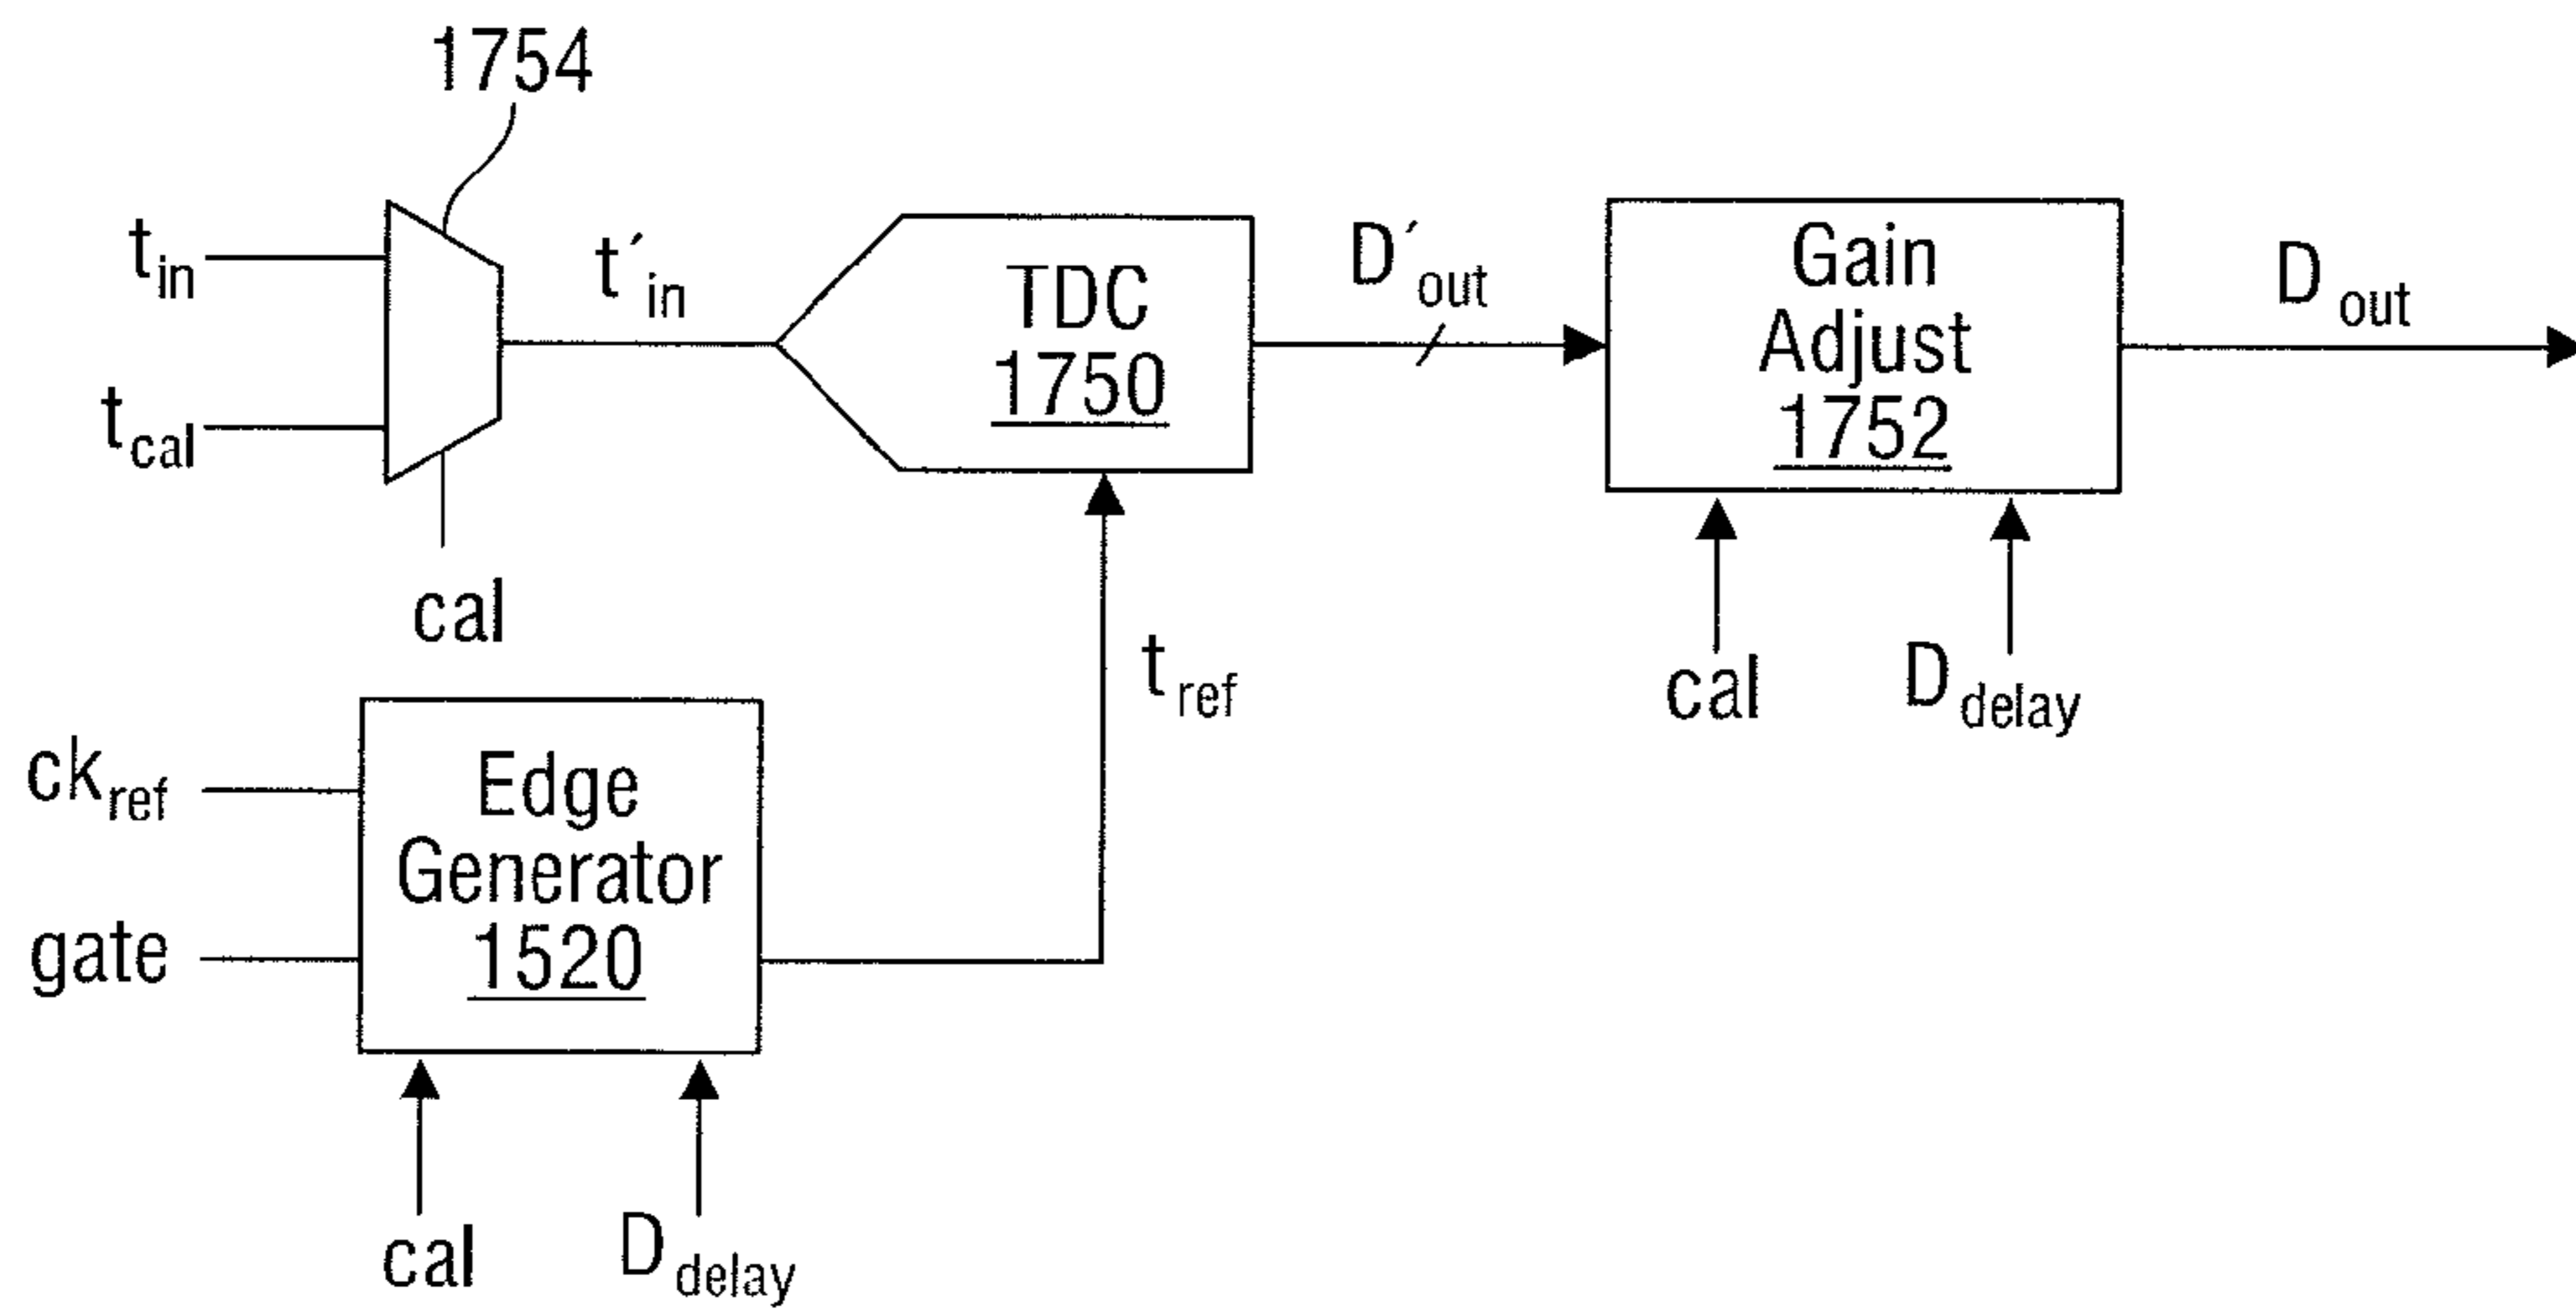 1754
t_in
t_cal
cal
t′_in
TDC
1750
D′_out
Gain
Adjust
1752
D_out
cal
D_delay
t_ref
ck_ref
gate
Edge
Generator
1520
cal
D_delay